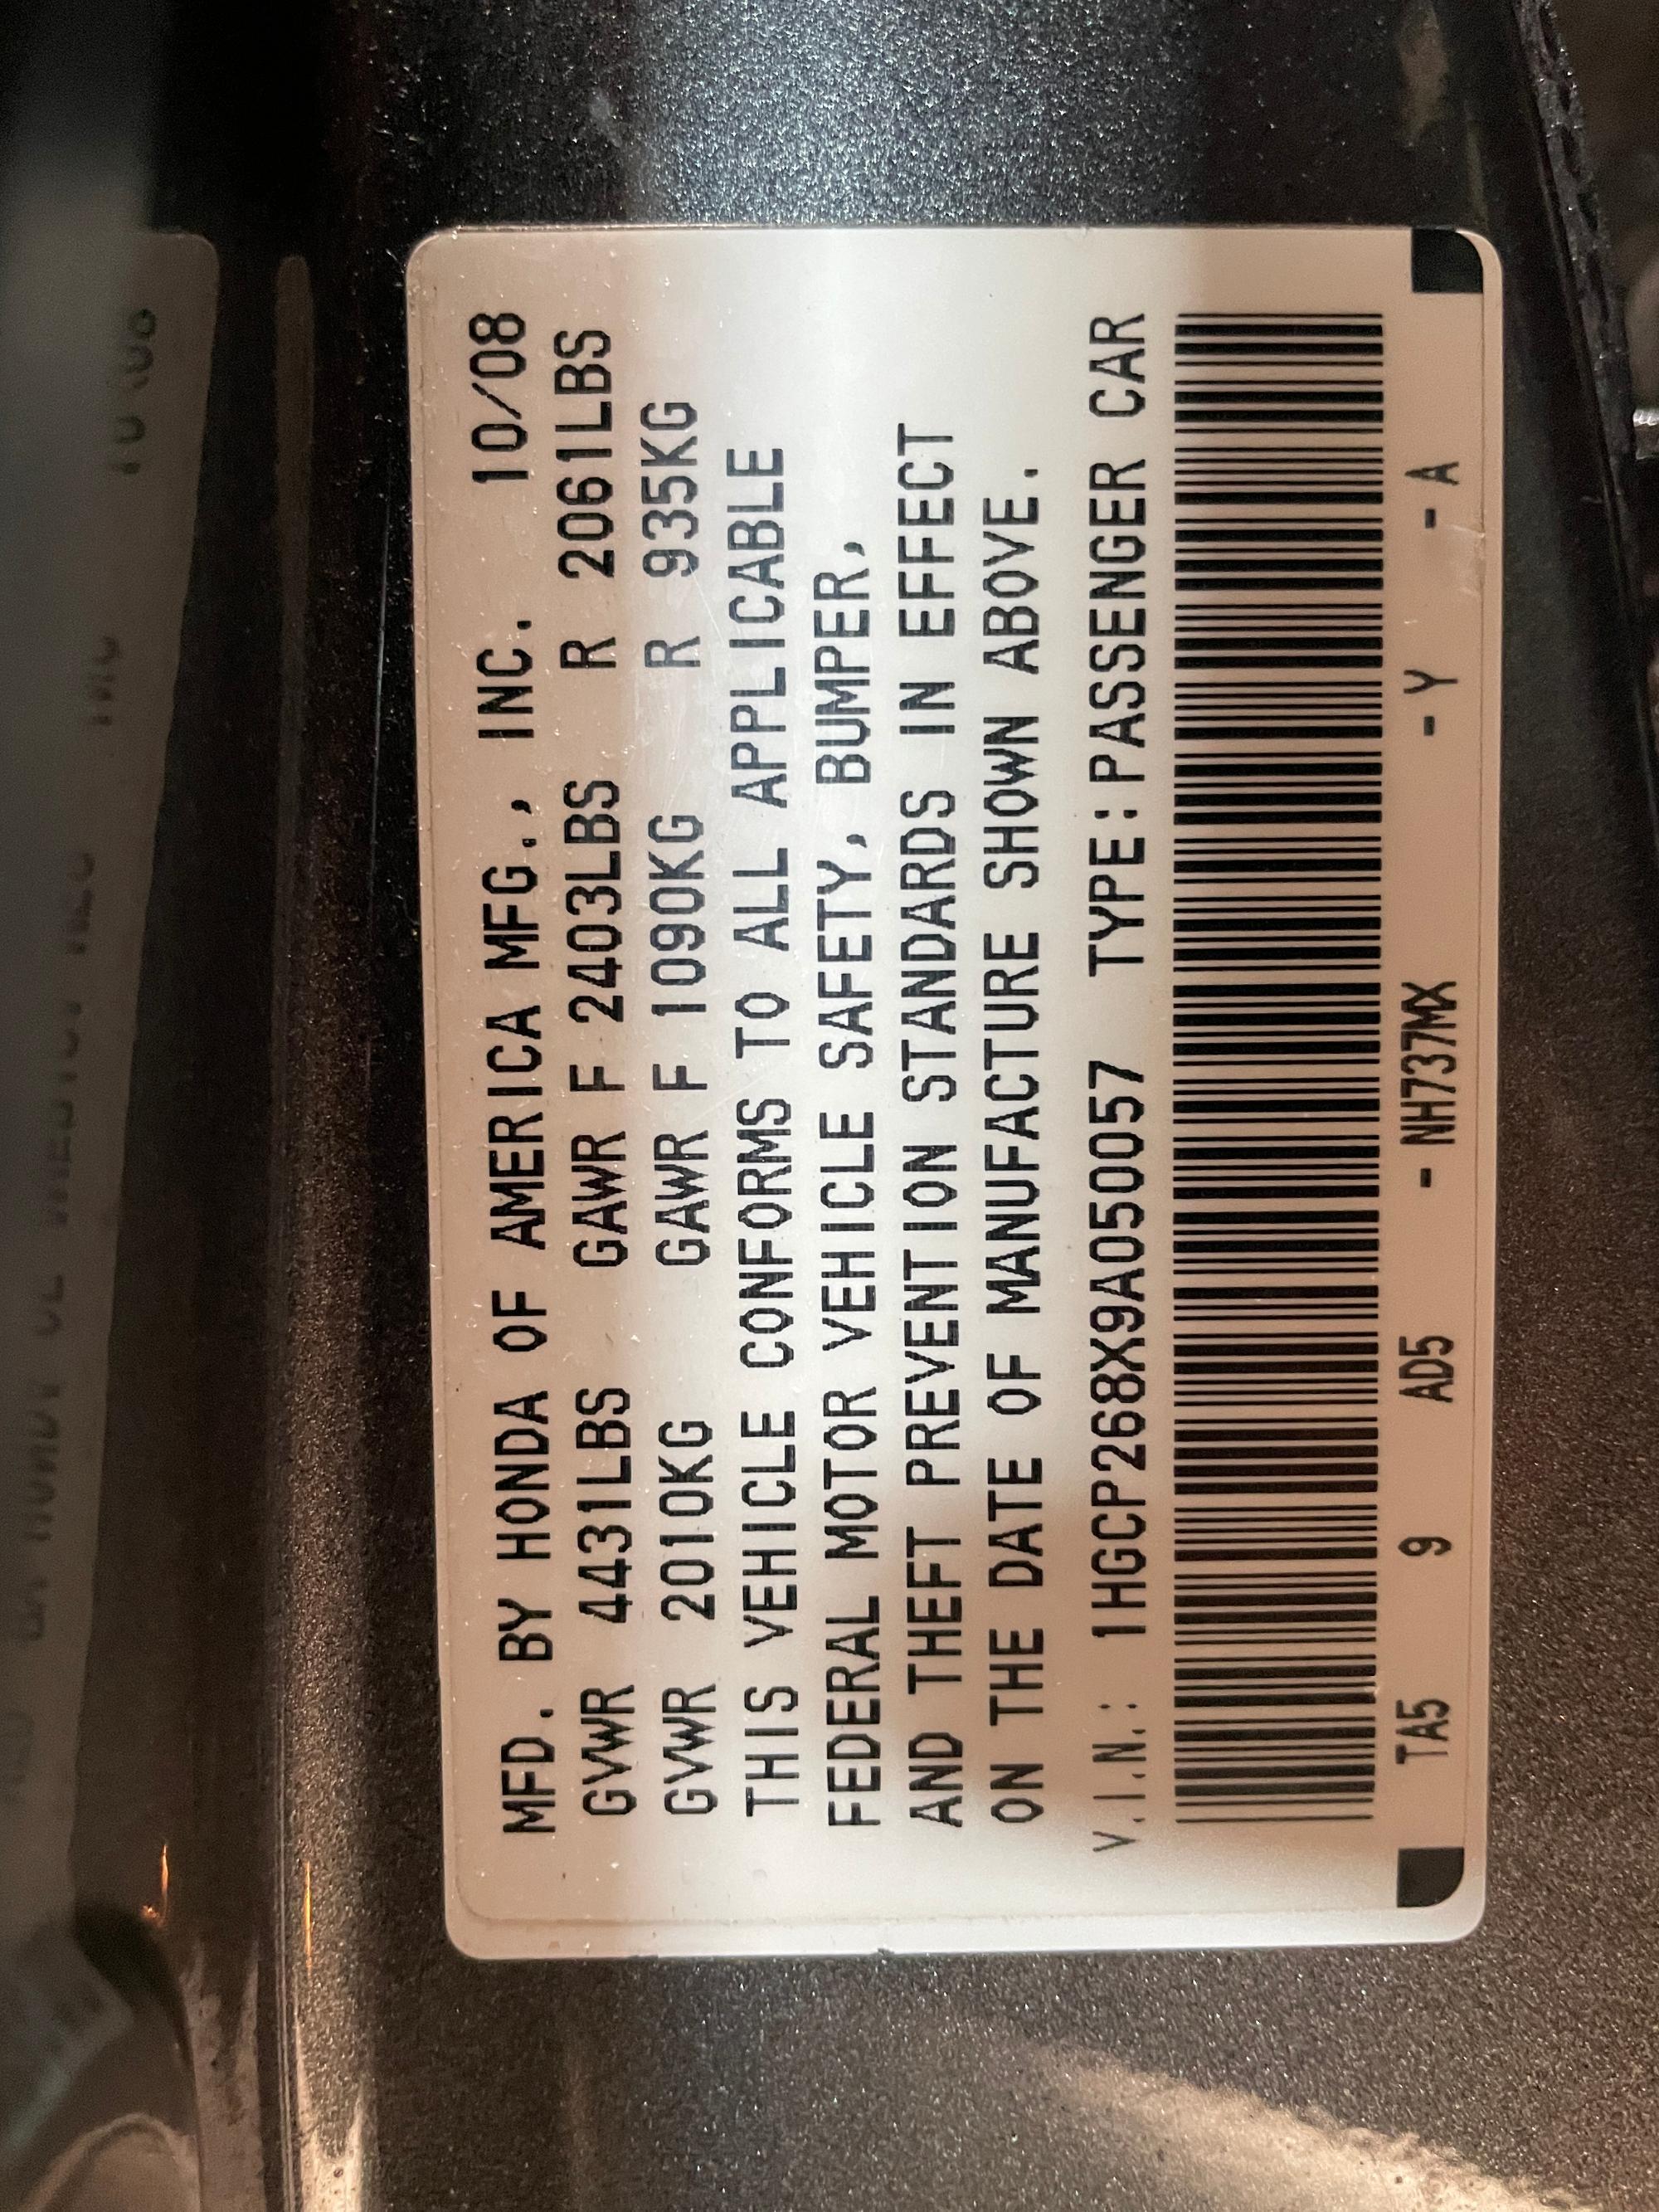 MFD. BY HONDA OF AMERICA MFG., INC. 10/08
GVWR 4431LBS GAWR F 2403LBS R 2061LBS
GVWR 2010KG GAWR F 1090KG R 935KG
THIS VEHICLE CONFORMS TO ALL APPLICABLE
FEDERAL MOTOR VEHICLE SAFETY, BUMPER,
AND THEFT PREVENTION STANDARDS IN EFFECT
ON THE DATE OF MANUFACTURE SHOWN ABOVE.
V.I.N.: 1HGCP268X9A050057 TYPE:PASSENGER CAR
TA5 9 AD5 - NH737MX - Y - A